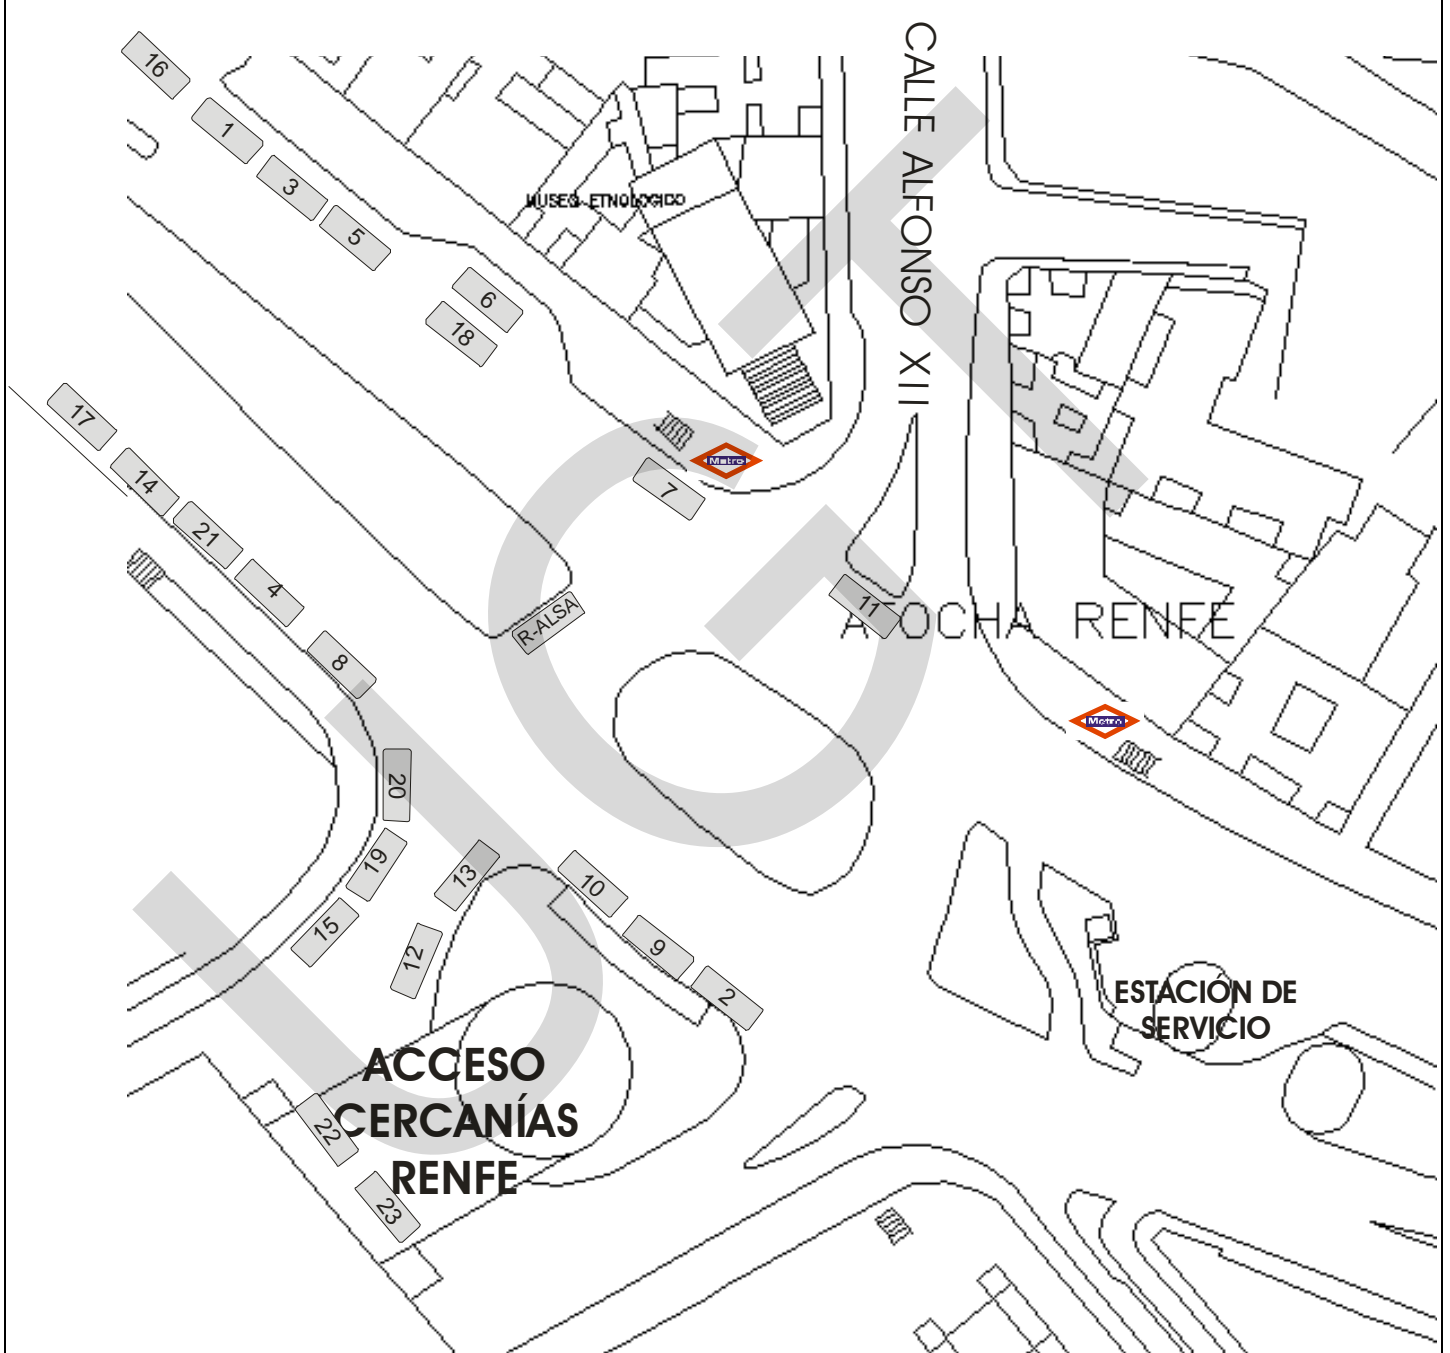 CALLE ALFONSO XII
16
1
3
5
MUSEO ETNOLOGICO
6
18
17
14
21
4
8
Metro
7
R-ALSA
11
ATOCHA RENFE
Metro
20
19
15
13
12
10
9
2
ESTACIÓN DE
SERVICIO
ACCESO
CERCANÍAS
RENFE
22
23
UGT